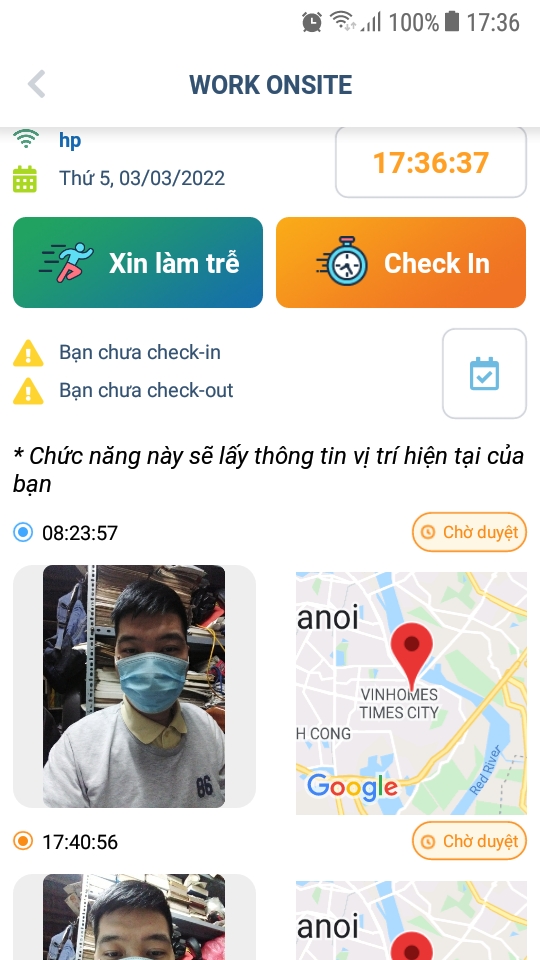 100% 17:36
WORK ONSITE
hp
17:36:37
Thứ 5, 03/03/2022
Xin làm trễ
Check In
Bạn chưa check-in
Bạn chưa check-out
* Chức năng này sẽ lấy thông tin vị trí hiện tại của
bạn
08:23:57
Chờ duyệt
86
anoi
VINHOMES
TIMES CITY
H CONG
Google
Red River
17:40:56
Chờ duyệt
anoi